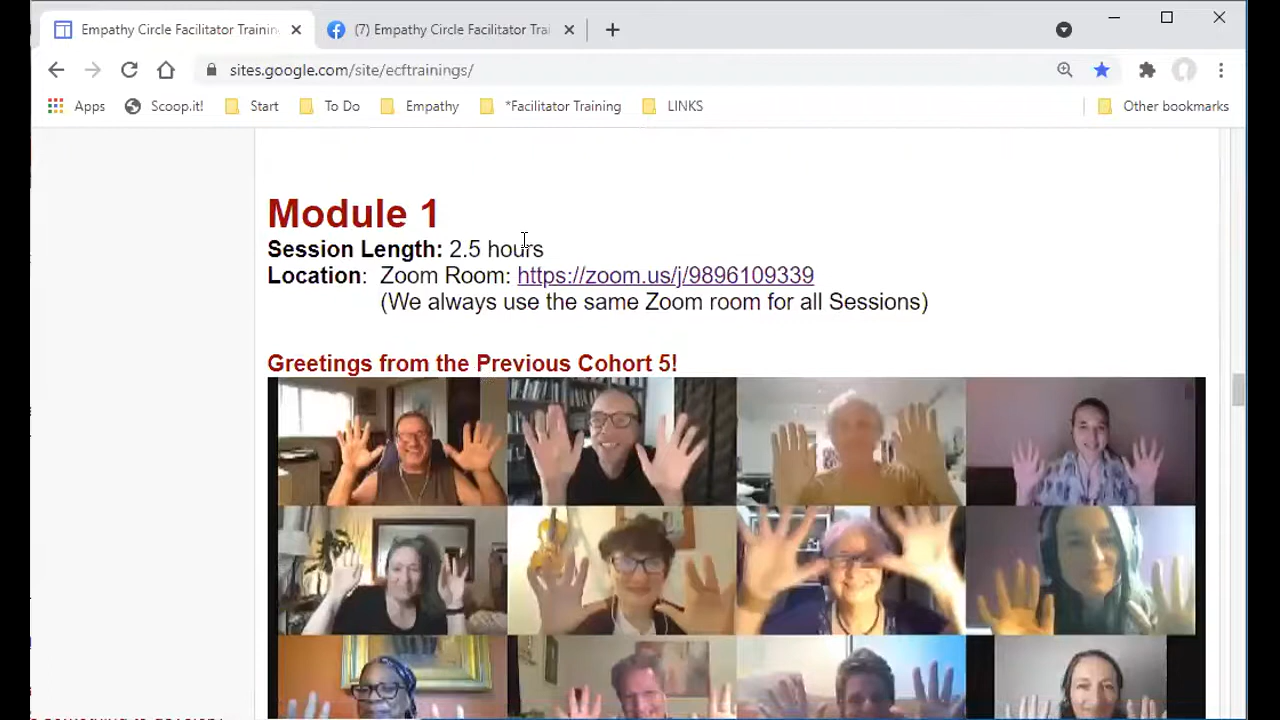 Empathy Circle Facilitator Trainin
(7) Empathy Circle Facilitator Trai
sites.google.com/site/ecftrainings/
Apps
Scoop.it!
Start
To Do
Empathy
*Facilitator Training
LINKS
Other bookmarks
Module 1
Session Length: 2.5 hours
Location: Zoom Room: https://zoom.us/j/9896109339
(We always use the same Zoom room for all Sessions)
Greetings from the Previous Cohort 5!